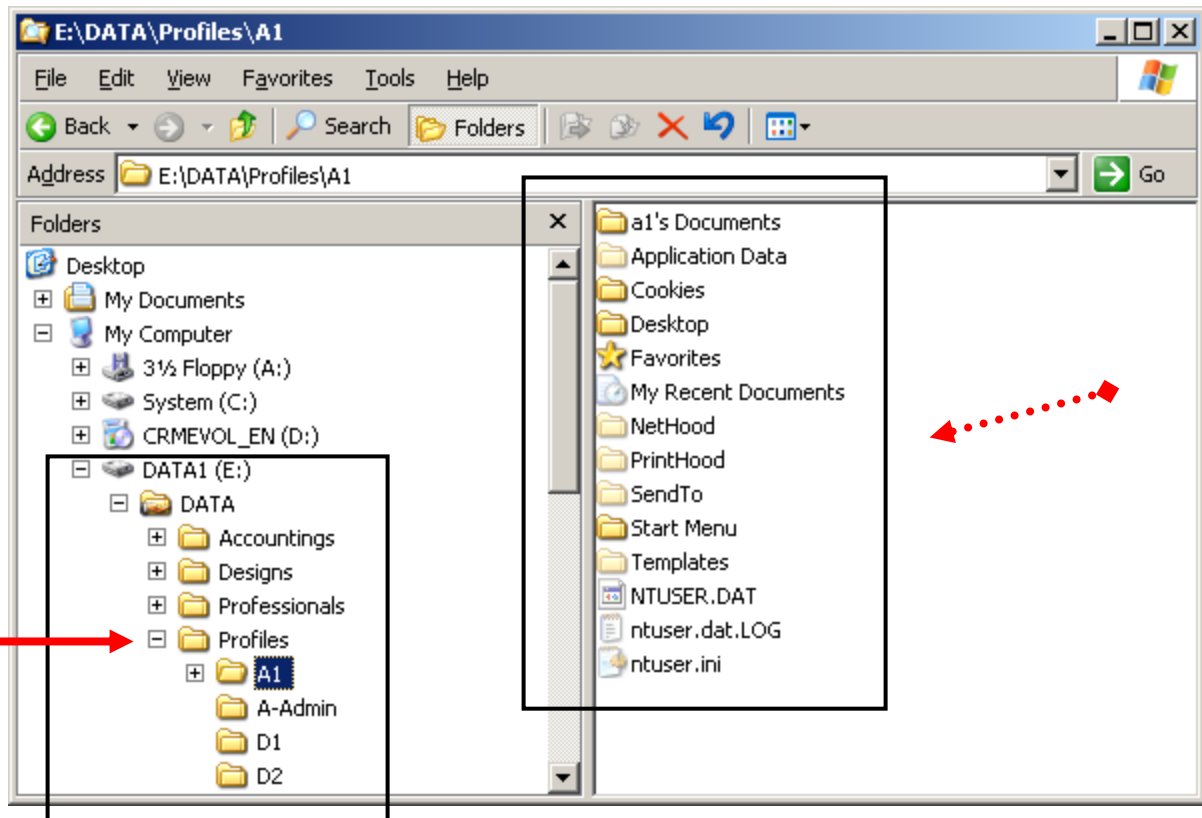 E:\DATA\Profiles\A1
File Edit View Favorites Tools Help
Back Search Folders
Address E:\DATA\Profiles\A1 Go
Folders
Desktop
My Documents
My Computer
3½ Floppy (A:)
System (C:)
CRMEVOL_EN (D:)
DATA1 (E:)
DATA
Accountings
Designs
Professionals
Profiles
A1
A-Admin
D1
D2
a1's Documents
Application Data
Cookies
Desktop
Favorites
My Recent Documents
NetHood
PrintHood
SendTo
Start Menu
Templates
NTUSER.DAT
ntuser.dat.LOG
ntuser.ini